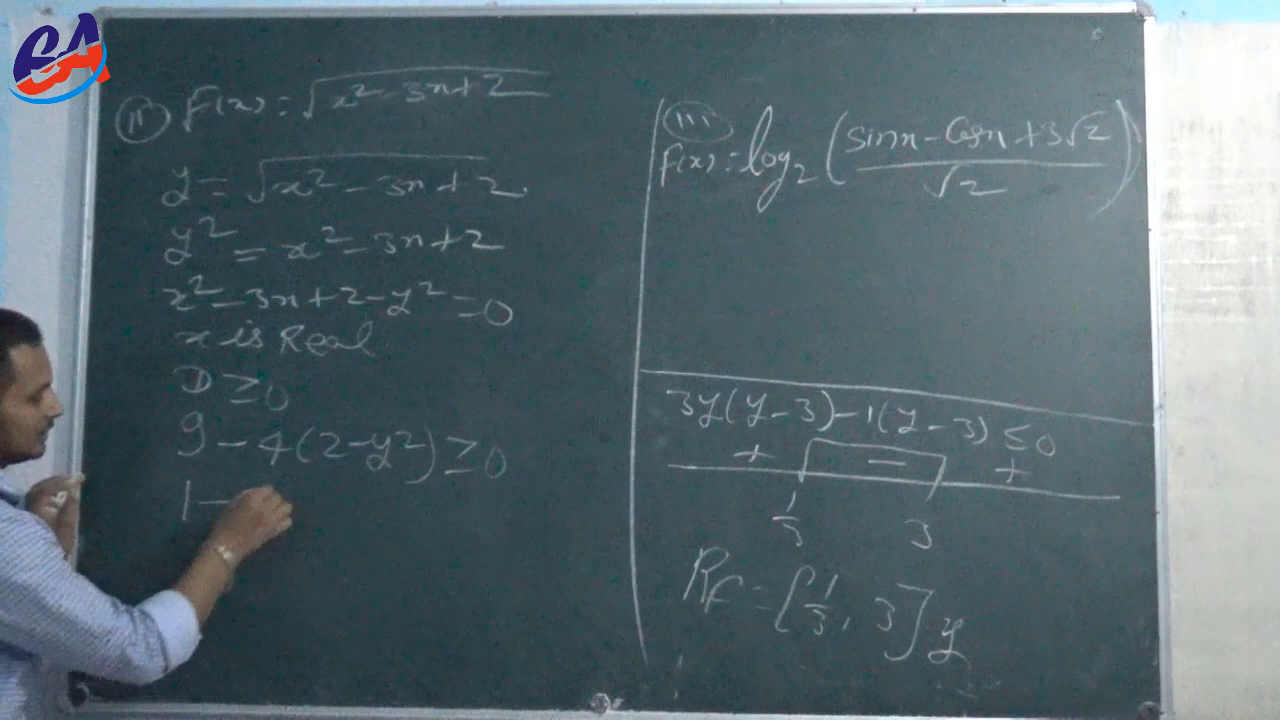 EA
(ii) F(x) = √(x² - 3x + 2)
y = √(x² - 3x + 2).
y² = x² - 3x + 2
x² - 3x + 2 - y² = 0
x is Real
D ≥ 0
9 - 4(2 - y²) ≥ 0
1 -
(iii)
F(x) = log₂ ( (sinx - Cosx + 3√2) / √2 )
3y(y - 3) - 1(y - 3) ≤ 0
+ - +
1/3 3
R_F = [1/3, 3] y